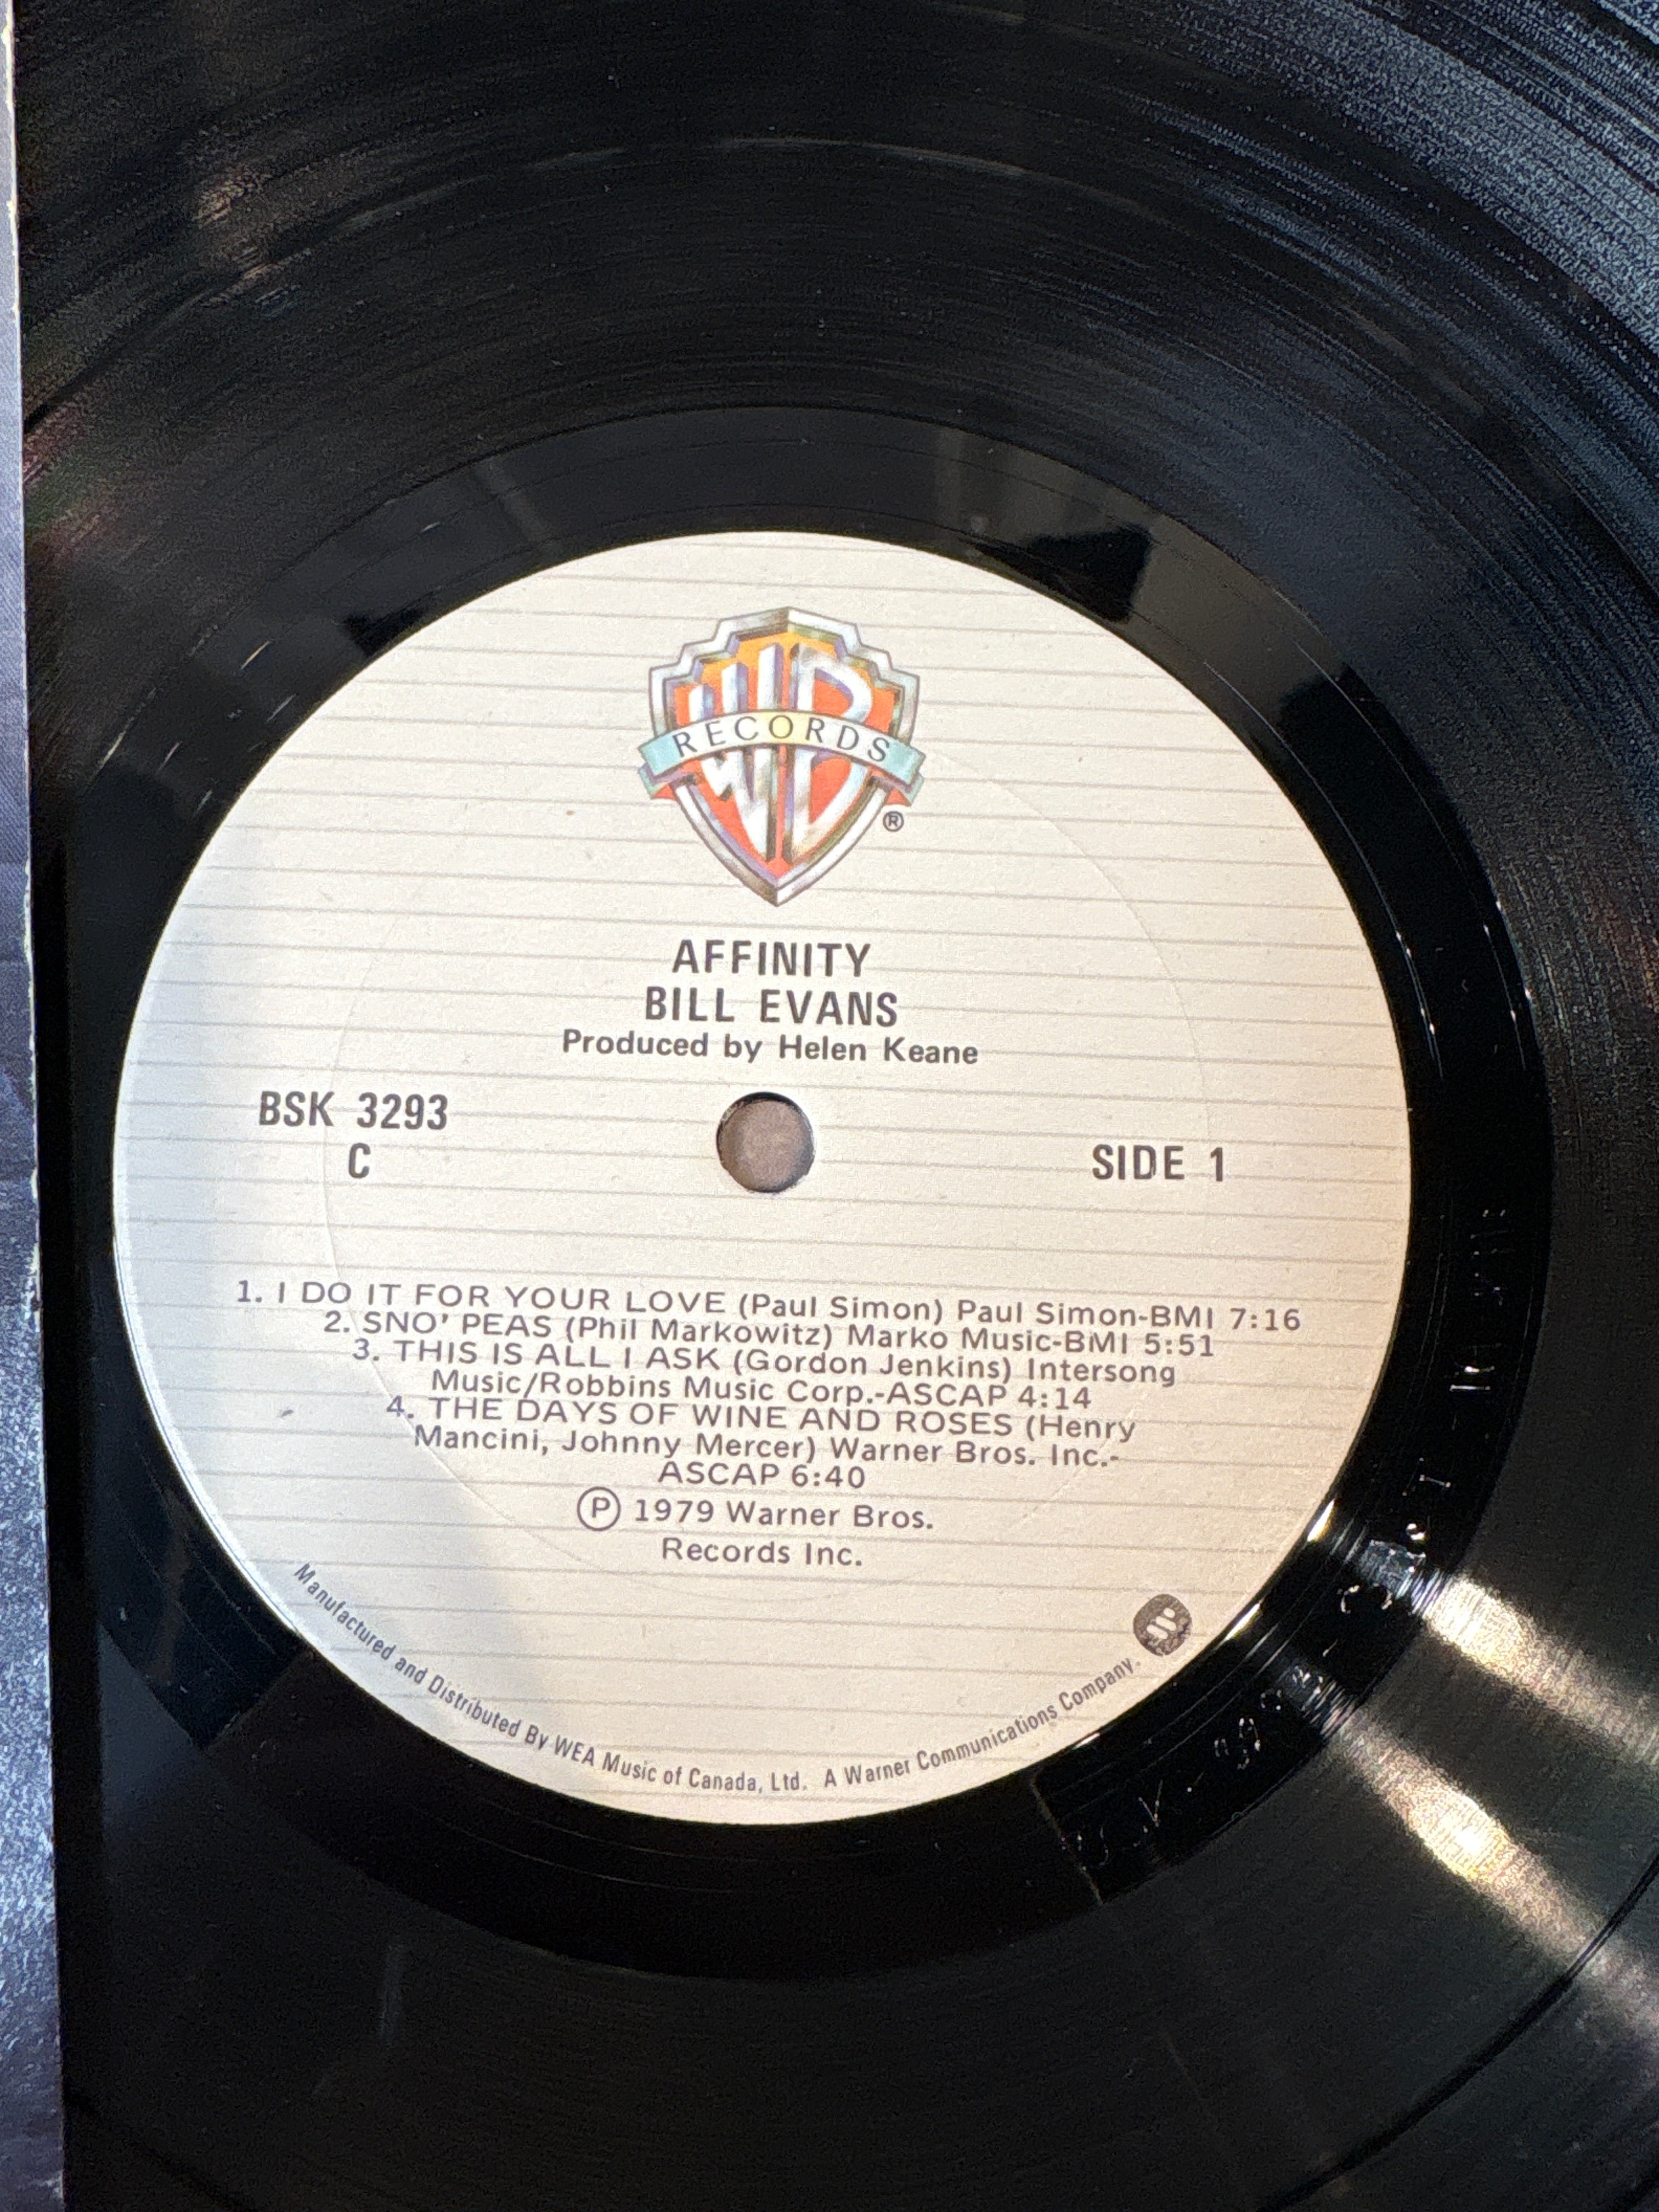 WB
RECORDS
®
AFFINITY
BILL EVANS
Produced by Helen Keane
BSK 3293
C
SIDE 1
1. I DO IT FOR YOUR LOVE (Paul Simon) Paul Simon-BMI 7:16
2. SNO' PEAS (Phil Markowitz) Marko Music-BMI 5:51
3. THIS IS ALL I ASK (Gordon Jenkins) Intersong
Music/Robbins Music Corp.-ASCAP 4:14
4. THE DAYS OF WINE AND ROSES (Henry
Mancini, Johnny Mercer) Warner Bros. Inc.-
ASCAP 6:40
Ⓟ 1979 Warner Bros.
Records Inc.
Manufactured and Distributed By WEA Music of Canada, Ltd. A Warner Communications Company.